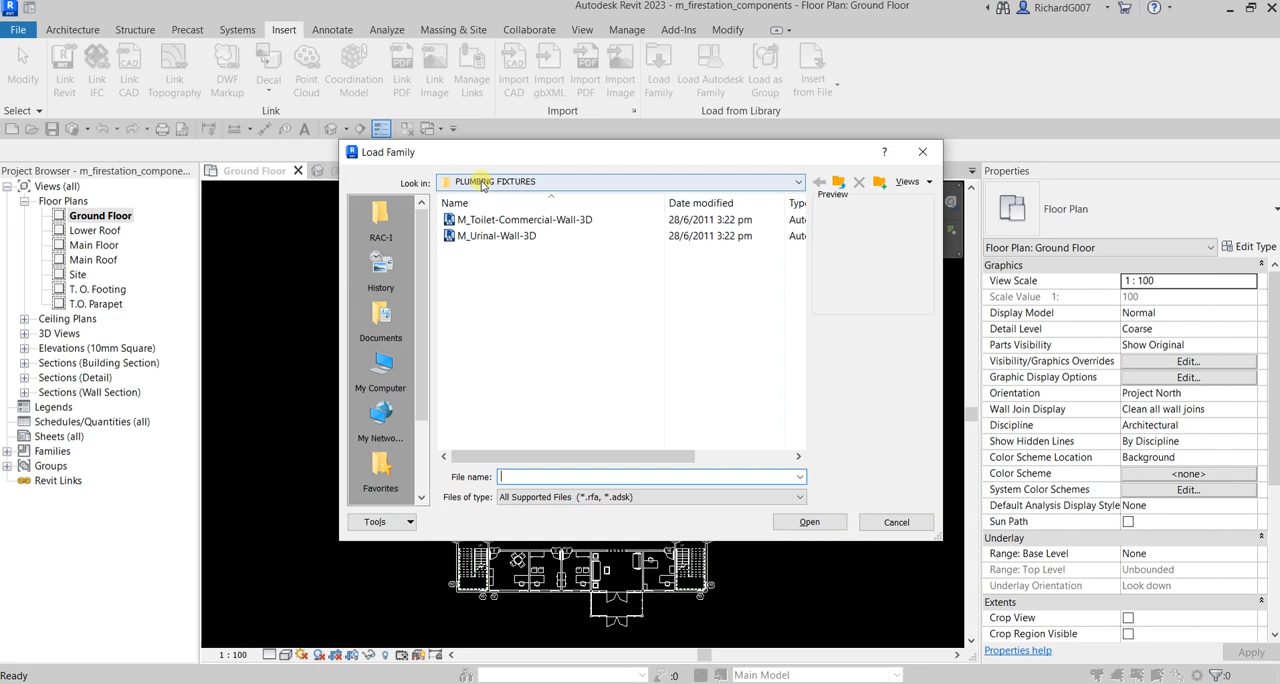 Autodesk Revit 2023 - m_firestation_components - Floor Plan: Ground Floor
RichardG007
File Architecture Structure Precast Systems Insert Annotate Analyze Massing & Site Collaborate View Manage Add-Ins Modify
Modify
Link Revit
Link IFC
Link CAD
Link Topography
DWF Markup
Decal
Point Cloud
Coordination Model
Link PDF
Link Image
Manage Links
Import CAD
Import gbXML
Import PDF
Import Image
Load Family
Load Autodesk Family
Load as Group
Insert from File
Select Link Import Load from Library
Project Browser - m_firestation_compone...
Views (all)
Floor Plans
Ground Floor
Lower Roof
Main Floor
Main Roof
Site
T. O. Footing
T.O. Parapet
Ceiling Plans
3D Views
Elevations (10mm Square)
Sections (Building Section)
Sections (Detail)
Sections (Wall Section)
Legends
Schedules/Quantities (all)
Sheets (all)
Families
Groups
Revit Links
Ground Floor
Load Family
Look in: PLUMBING FIXTURES
Views
Preview
Name Date modified Typ
M_Toilet-Commercial-Wall-3D 28/6/2011 3:22 pm Aut
M_Urinal-Wall-3D 28/6/2011 3:22 pm Aut
RAC-I
History
Documents
My Computer
My Netwo...
Favorites
File name:
Files of type: All Supported Files (*.rfa, *.adsk)
Tools Open Cancel
Properties
Floor Plan
Floor Plan: Ground Floor Edit Type
Graphics
View Scale 1 : 100
Scale Value 1: 100
Display Model Normal
Detail Level Coarse
Parts Visibility Show Original
Visibility/Graphics Overrides Edit...
Graphic Display Options Edit...
Orientation Project North
Wall Join Display Clean all wall joins
Discipline Architectural
Show Hidden Lines By Discipline
Color Scheme Location Background
Color Scheme <none>
System Color Schemes Edit...
Default Analysis Display Style None
Sun Path
Underlay
Range: Base Level None
Range: Top Level Unbounded
Underlay Orientation Look down
Extents
Crop View
Crop Region Visible
Properties help Apply
1 : 100
Ready
:0
Main Model
:0